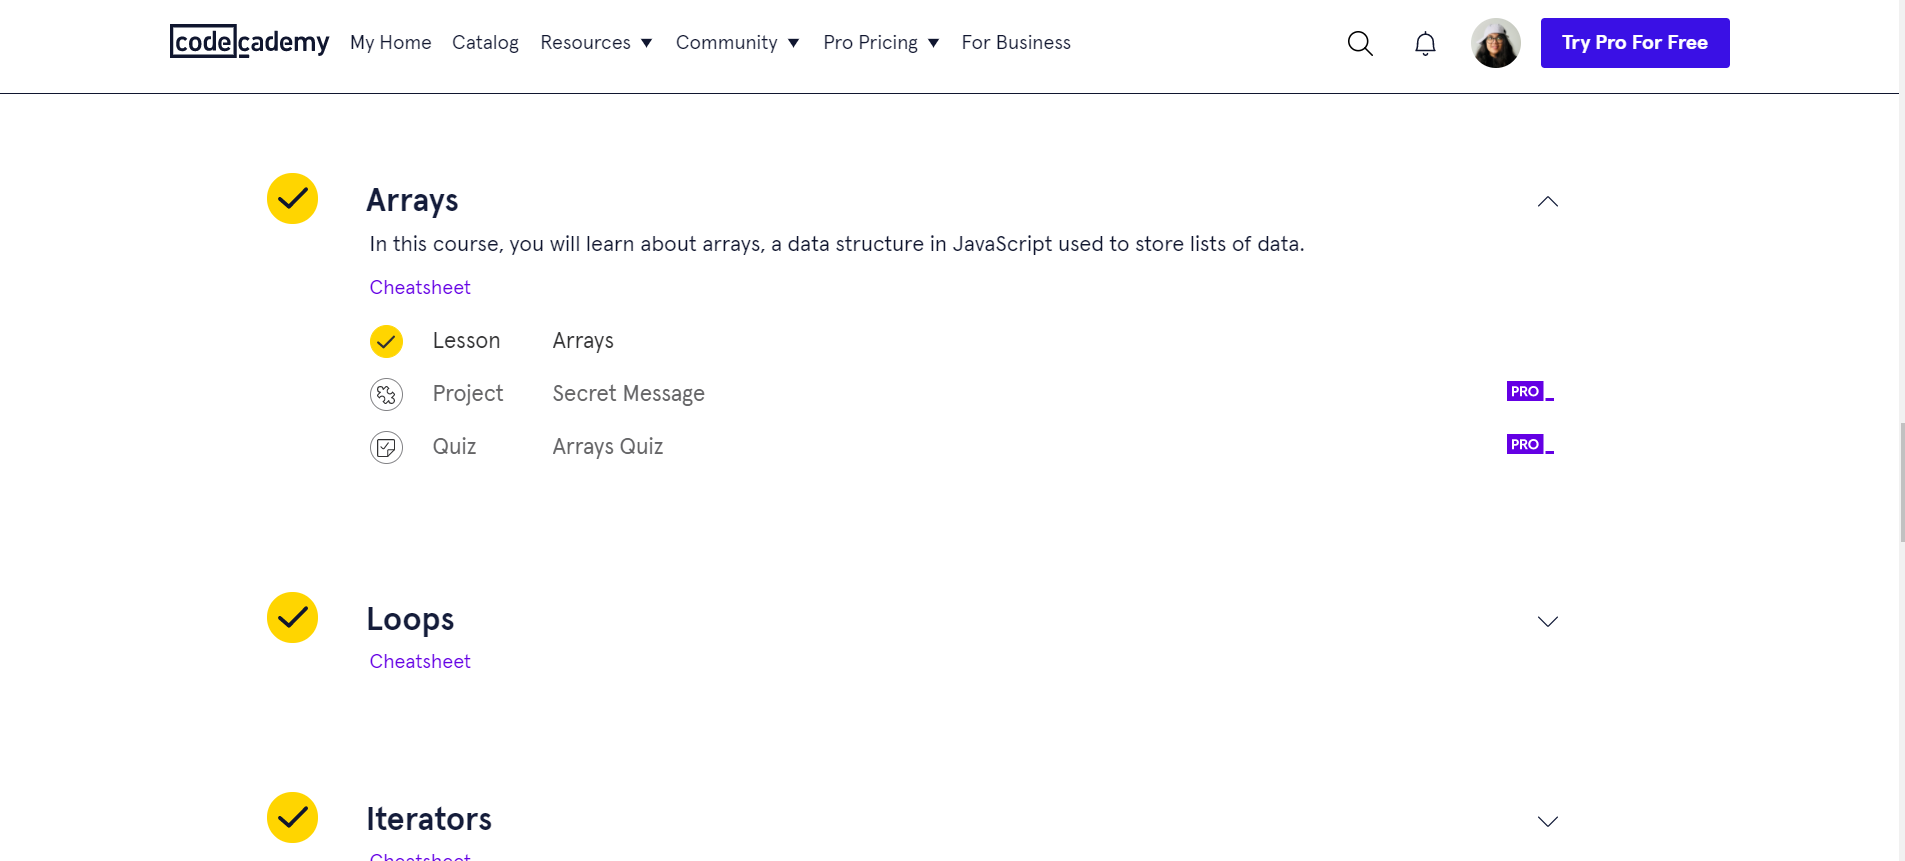 codecademy My Home Catalog Resources Community Pro Pricing For Business Try Pro For Free
Arrays
In this course, you will learn about arrays, a data structure in JavaScript used to store lists of data.
Cheatsheet
Lesson Arrays
Project Secret Message PRO
Quiz Arrays Quiz PRO
Loops
Cheatsheet
Iterators
Cheatsheet